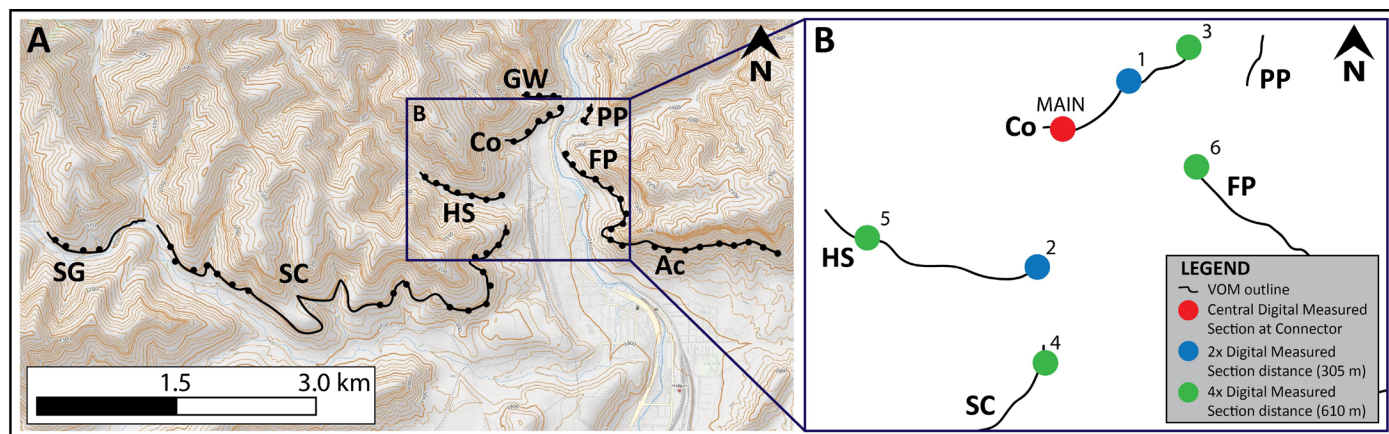 A
N
GW
B
PP
Co
FP
HS
SG
SC
Ac
1.5
3.0 km
B
3
1
PP
N
MAIN
Co
6
FP
5
HS
2
4
SC
LEGEND
VOM outline
Central Digital Measured
Section at Connector
2x Digital Measured
Section distance (305 m)
4x Digital Measured
Section distance (610 m)